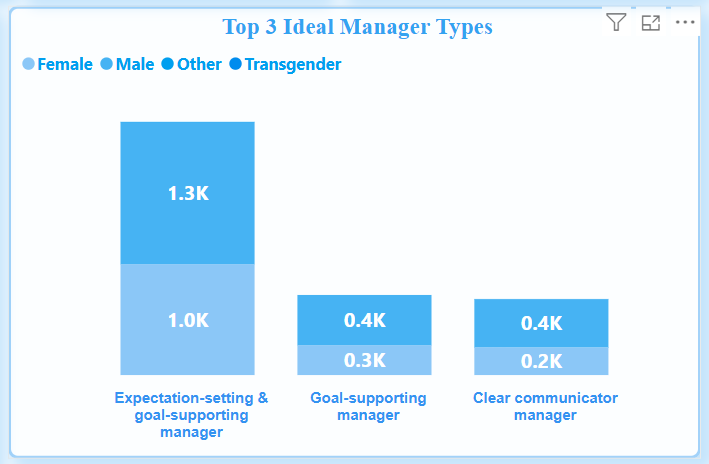 Top 3 Ideal Manager Types
Female Male Other Transgender
1.3K
1.0K
0.4K
0.3K
0.4K
0.2K
Expectation-setting &
goal-supporting
manager
Goal-supporting
manager
Clear communicator
manager